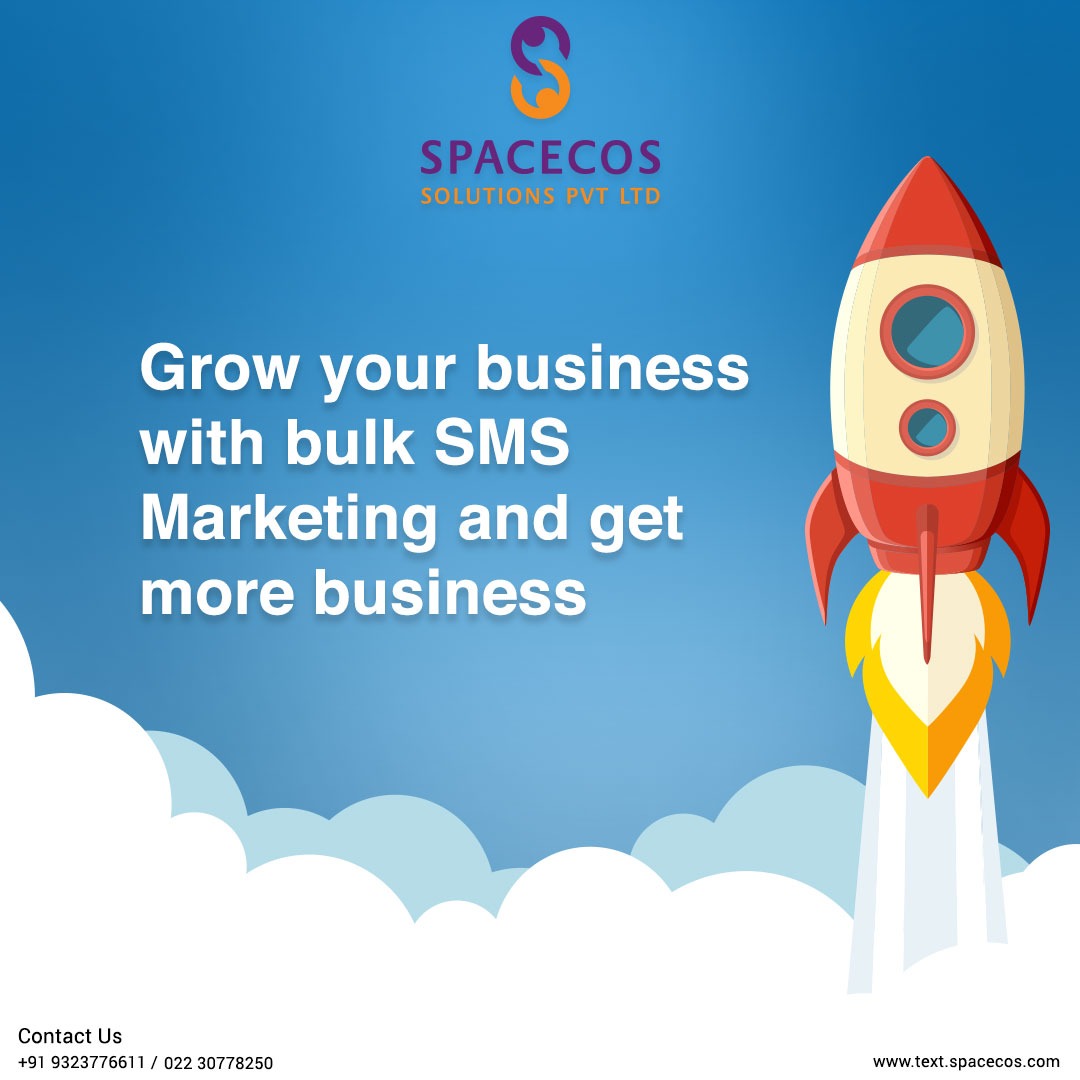 SPACECOS
SOLUTIONS PVT LTD
Grow your business
with bulk SMS
Marketing and get
more business
Contact Us
+91 9323776611 / 022 30778250
www.text.spacecos.com